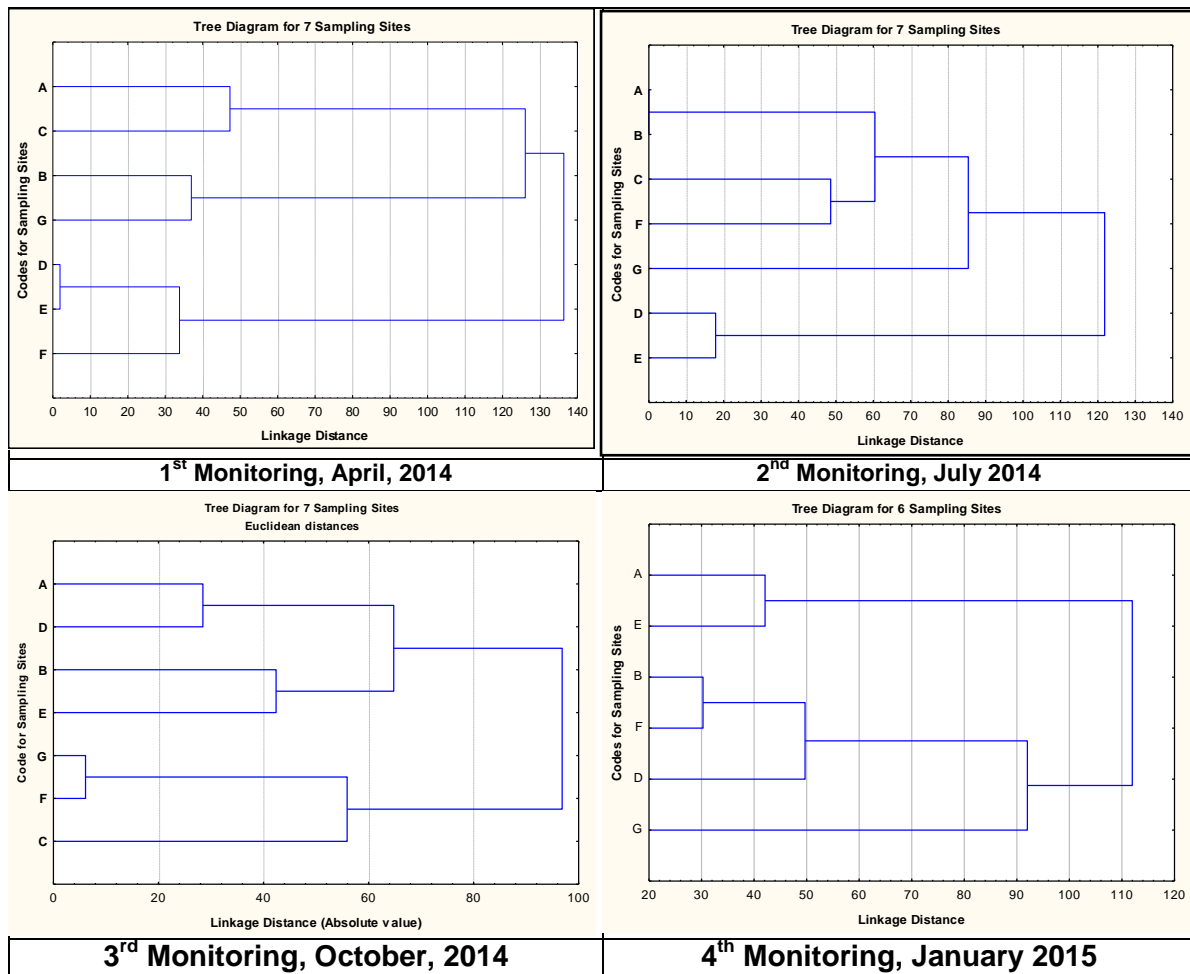 Tree Diagram for 7 Sampling Sites
Codes for Sampling Sites
A
C
B
G
D
E
F
0 10 20 30 40 50 60 70 80 90 100 110 120 130 140
Linkage Distance
1st Monitoring, April, 2014
Tree Diagram for 7 Sampling Sites
Codes for Sampling Sites
A
B
C
F
G
D
E
0 10 20 30 40 50 60 70 80 90 100 110 120 130 140
Linkage Distance
2nd Monitoring, July 2014
Tree Diagram for 7 Sampling Sites
Euclidean distances
Code for Sampling Sites
A
D
B
E
G
F
C
0 20 40 60 80 100
Linkage Distance (Absolute value)
3rd Monitoring, October, 2014
Tree Diagram for 6 Sampling Sites
Codes for Sampling Sites
A
E
B
F
D
G
20 30 40 50 60 70 80 90 100 110 120
Linkage Distance
4th Monitoring, January 2015